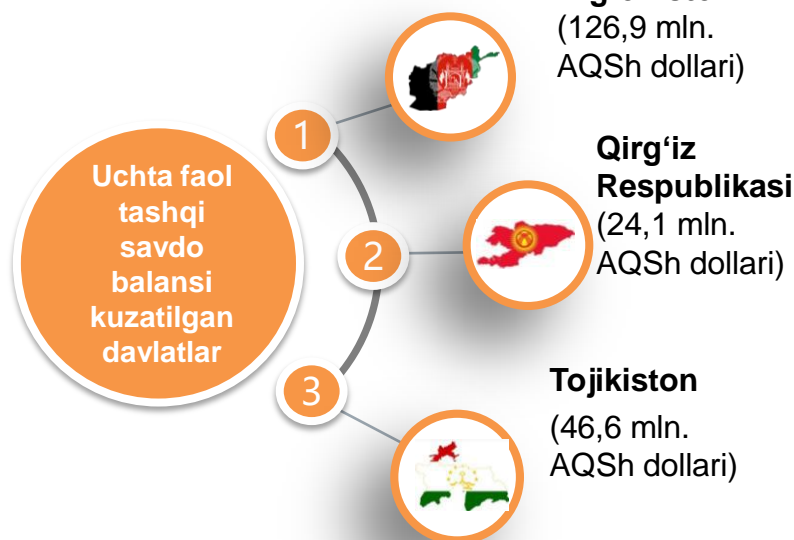 (126,9 mln.
AQSh dollari)
1
Uchta faol
tashqi
savdo
balansi
kuzatilgan
davlatlar
2
Qirg‘iz
Respublikasi
(24,1 mln.
AQSh dollari)
3
Tojikiston
(46,6 mln.
AQSh dollari)